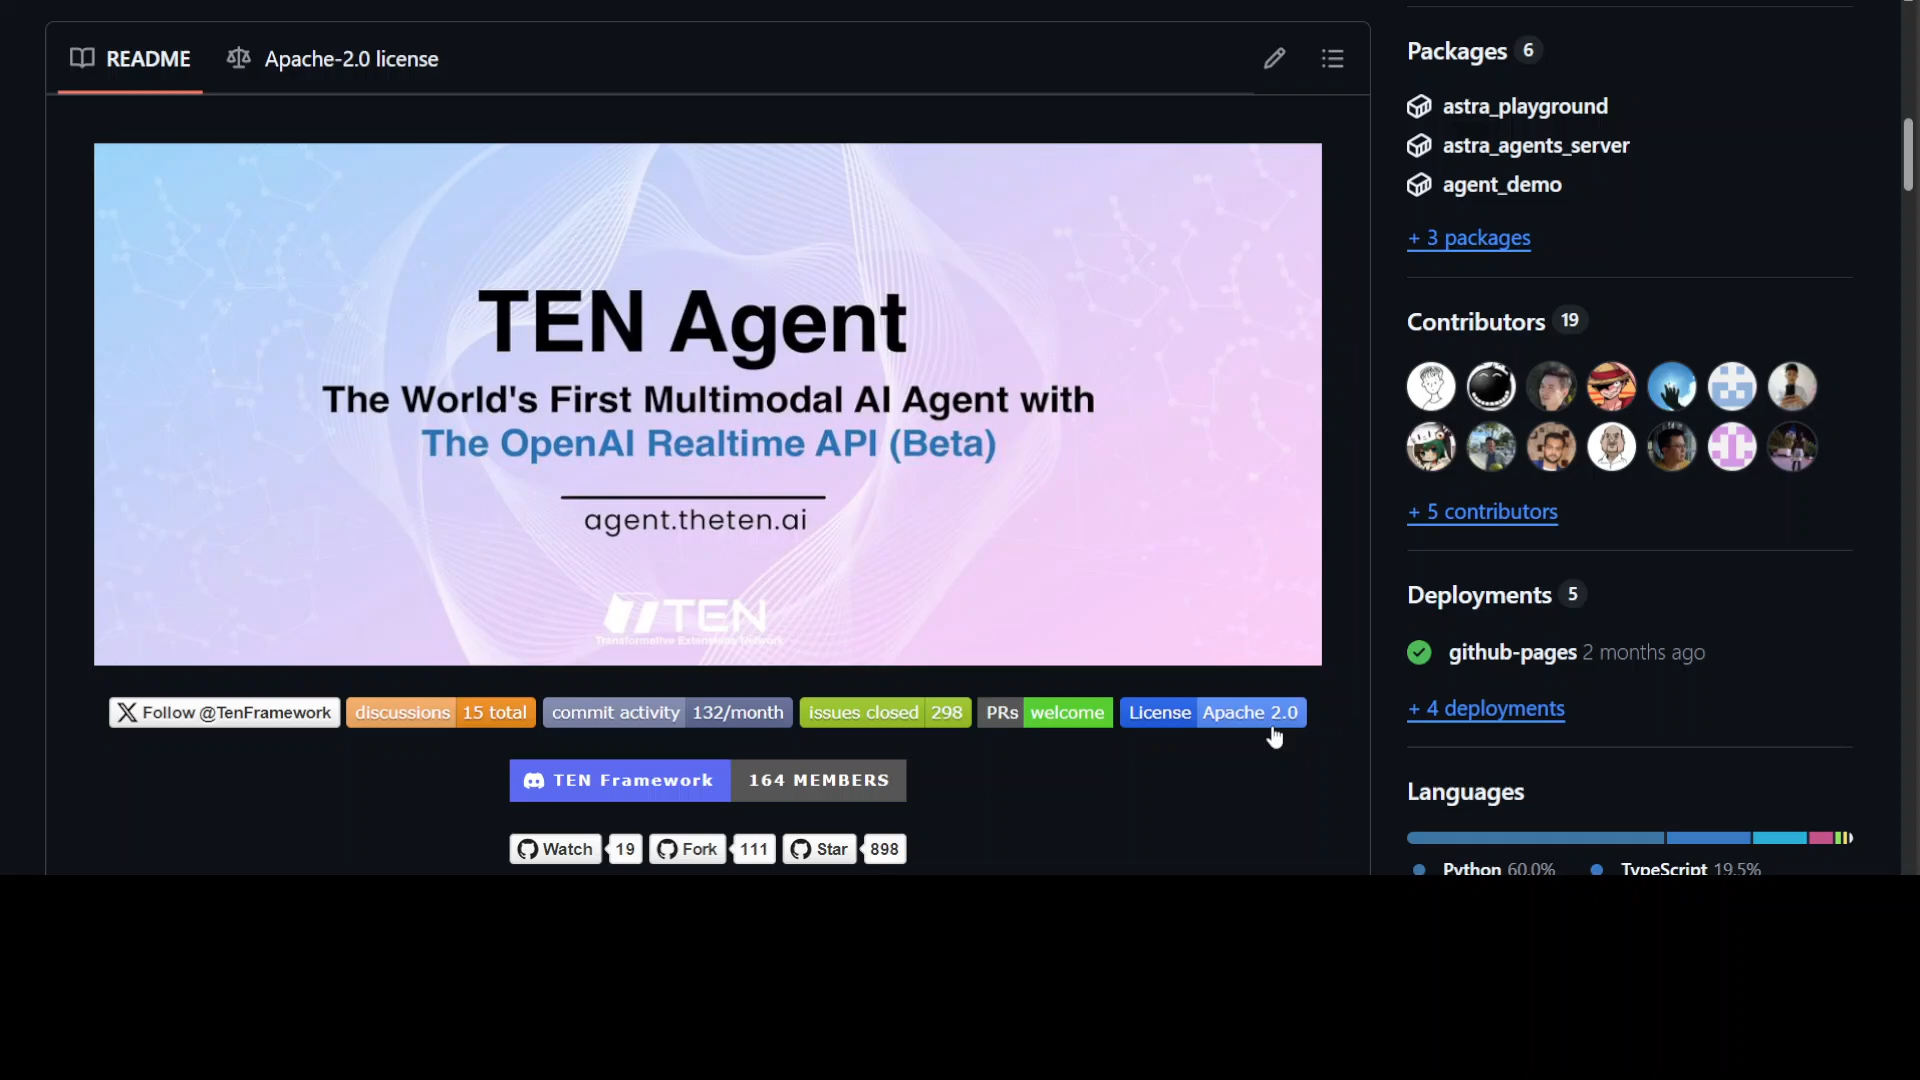 README
Apache-2.0 license
TEN Agent
The World's First Multimodal AI Agent with
The OpenAI Realtime API (Beta)
agent.theten.ai
TEN
Transformative Extensions Network
Follow @TenFramework
discussions 15 total
commit activity 132/month
issues closed 298
PRs welcome
License Apache 2.0
TEN Framework 164 MEMBERS
Watch 19
Fork 111
Star 898
Packages 6
astra_playground
astra_agents_server
agent_demo
+ 3 packages
Contributors 19
+ 5 contributors
Deployments 5
github-pages 2 months ago
+ 4 deployments
Languages
Python 60.0%
TypeScript 19.5%